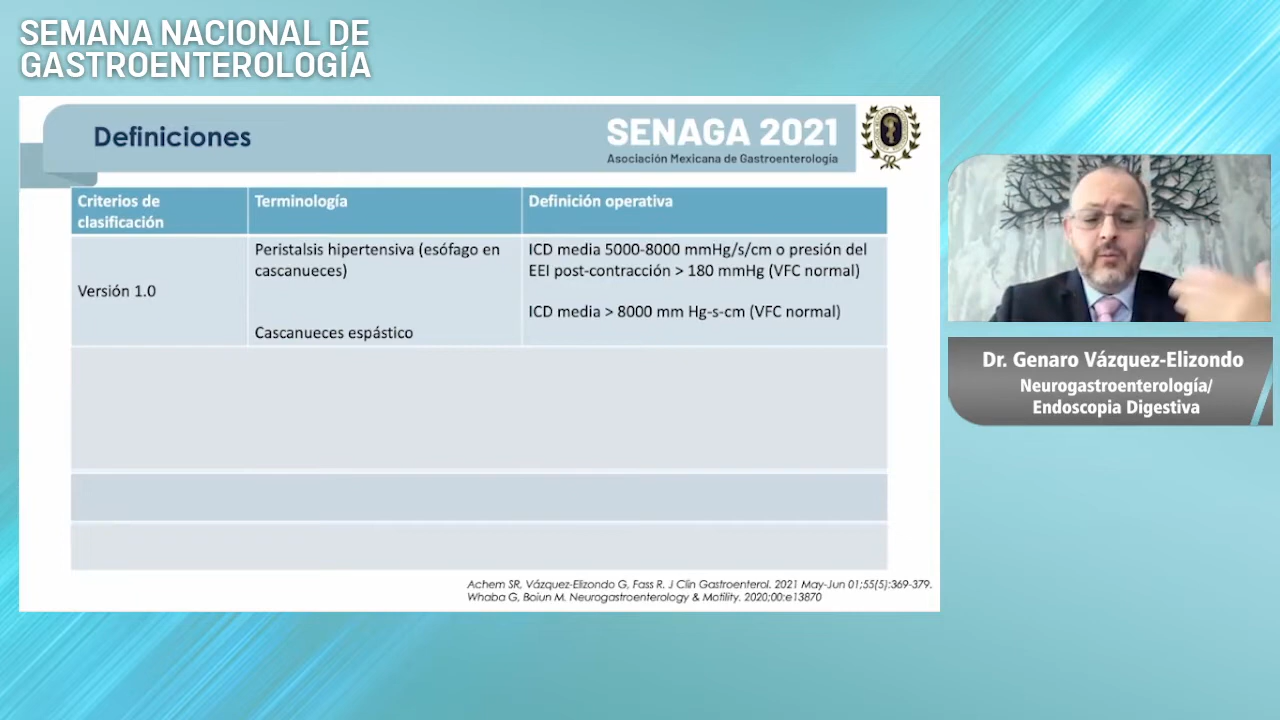 SEMANA NACIONAL DE
GASTROENTEROLOGÍA
Definiciones
SENAGA 2021
Asociación Mexicana de Gastroenterología
Criterios de
clasificación
Terminología
Definición operativa
Versión 1.0
Peristalsis hipertensiva (esófago en
cascanueces)
Cascanueces espástico
ICD media 5000-8000 mmHg/s/cm o presión del
EEI post-contracción > 180 mmHg (VFC normal)
ICD media > 8000 mm Hg-s-cm (VFC normal)
Achem SR, Vázquez-Elizondo G, Fass R. J Clin Gastroenterol. 2021 May-Jun 01;55(5):369-379.
Whaba G, Boiun M. Neurogastroenterology & Motility. 2020;00:e13870
Dr. Genaro Vázquez-Elizondo
Neurogastroenterología/
Endoscopia Digestiva